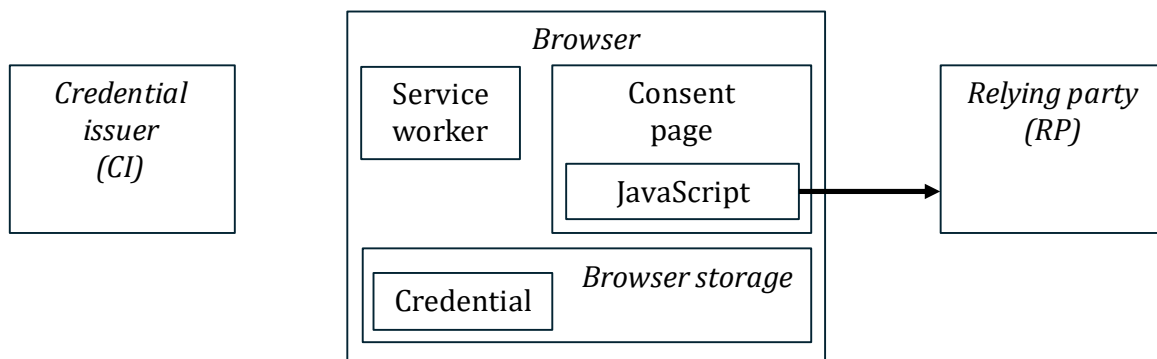 Browser
Credential
issuer
(CI)
Service
worker
Consent
page
JavaScript
Relying party
(RP)
Browser storage
Credential